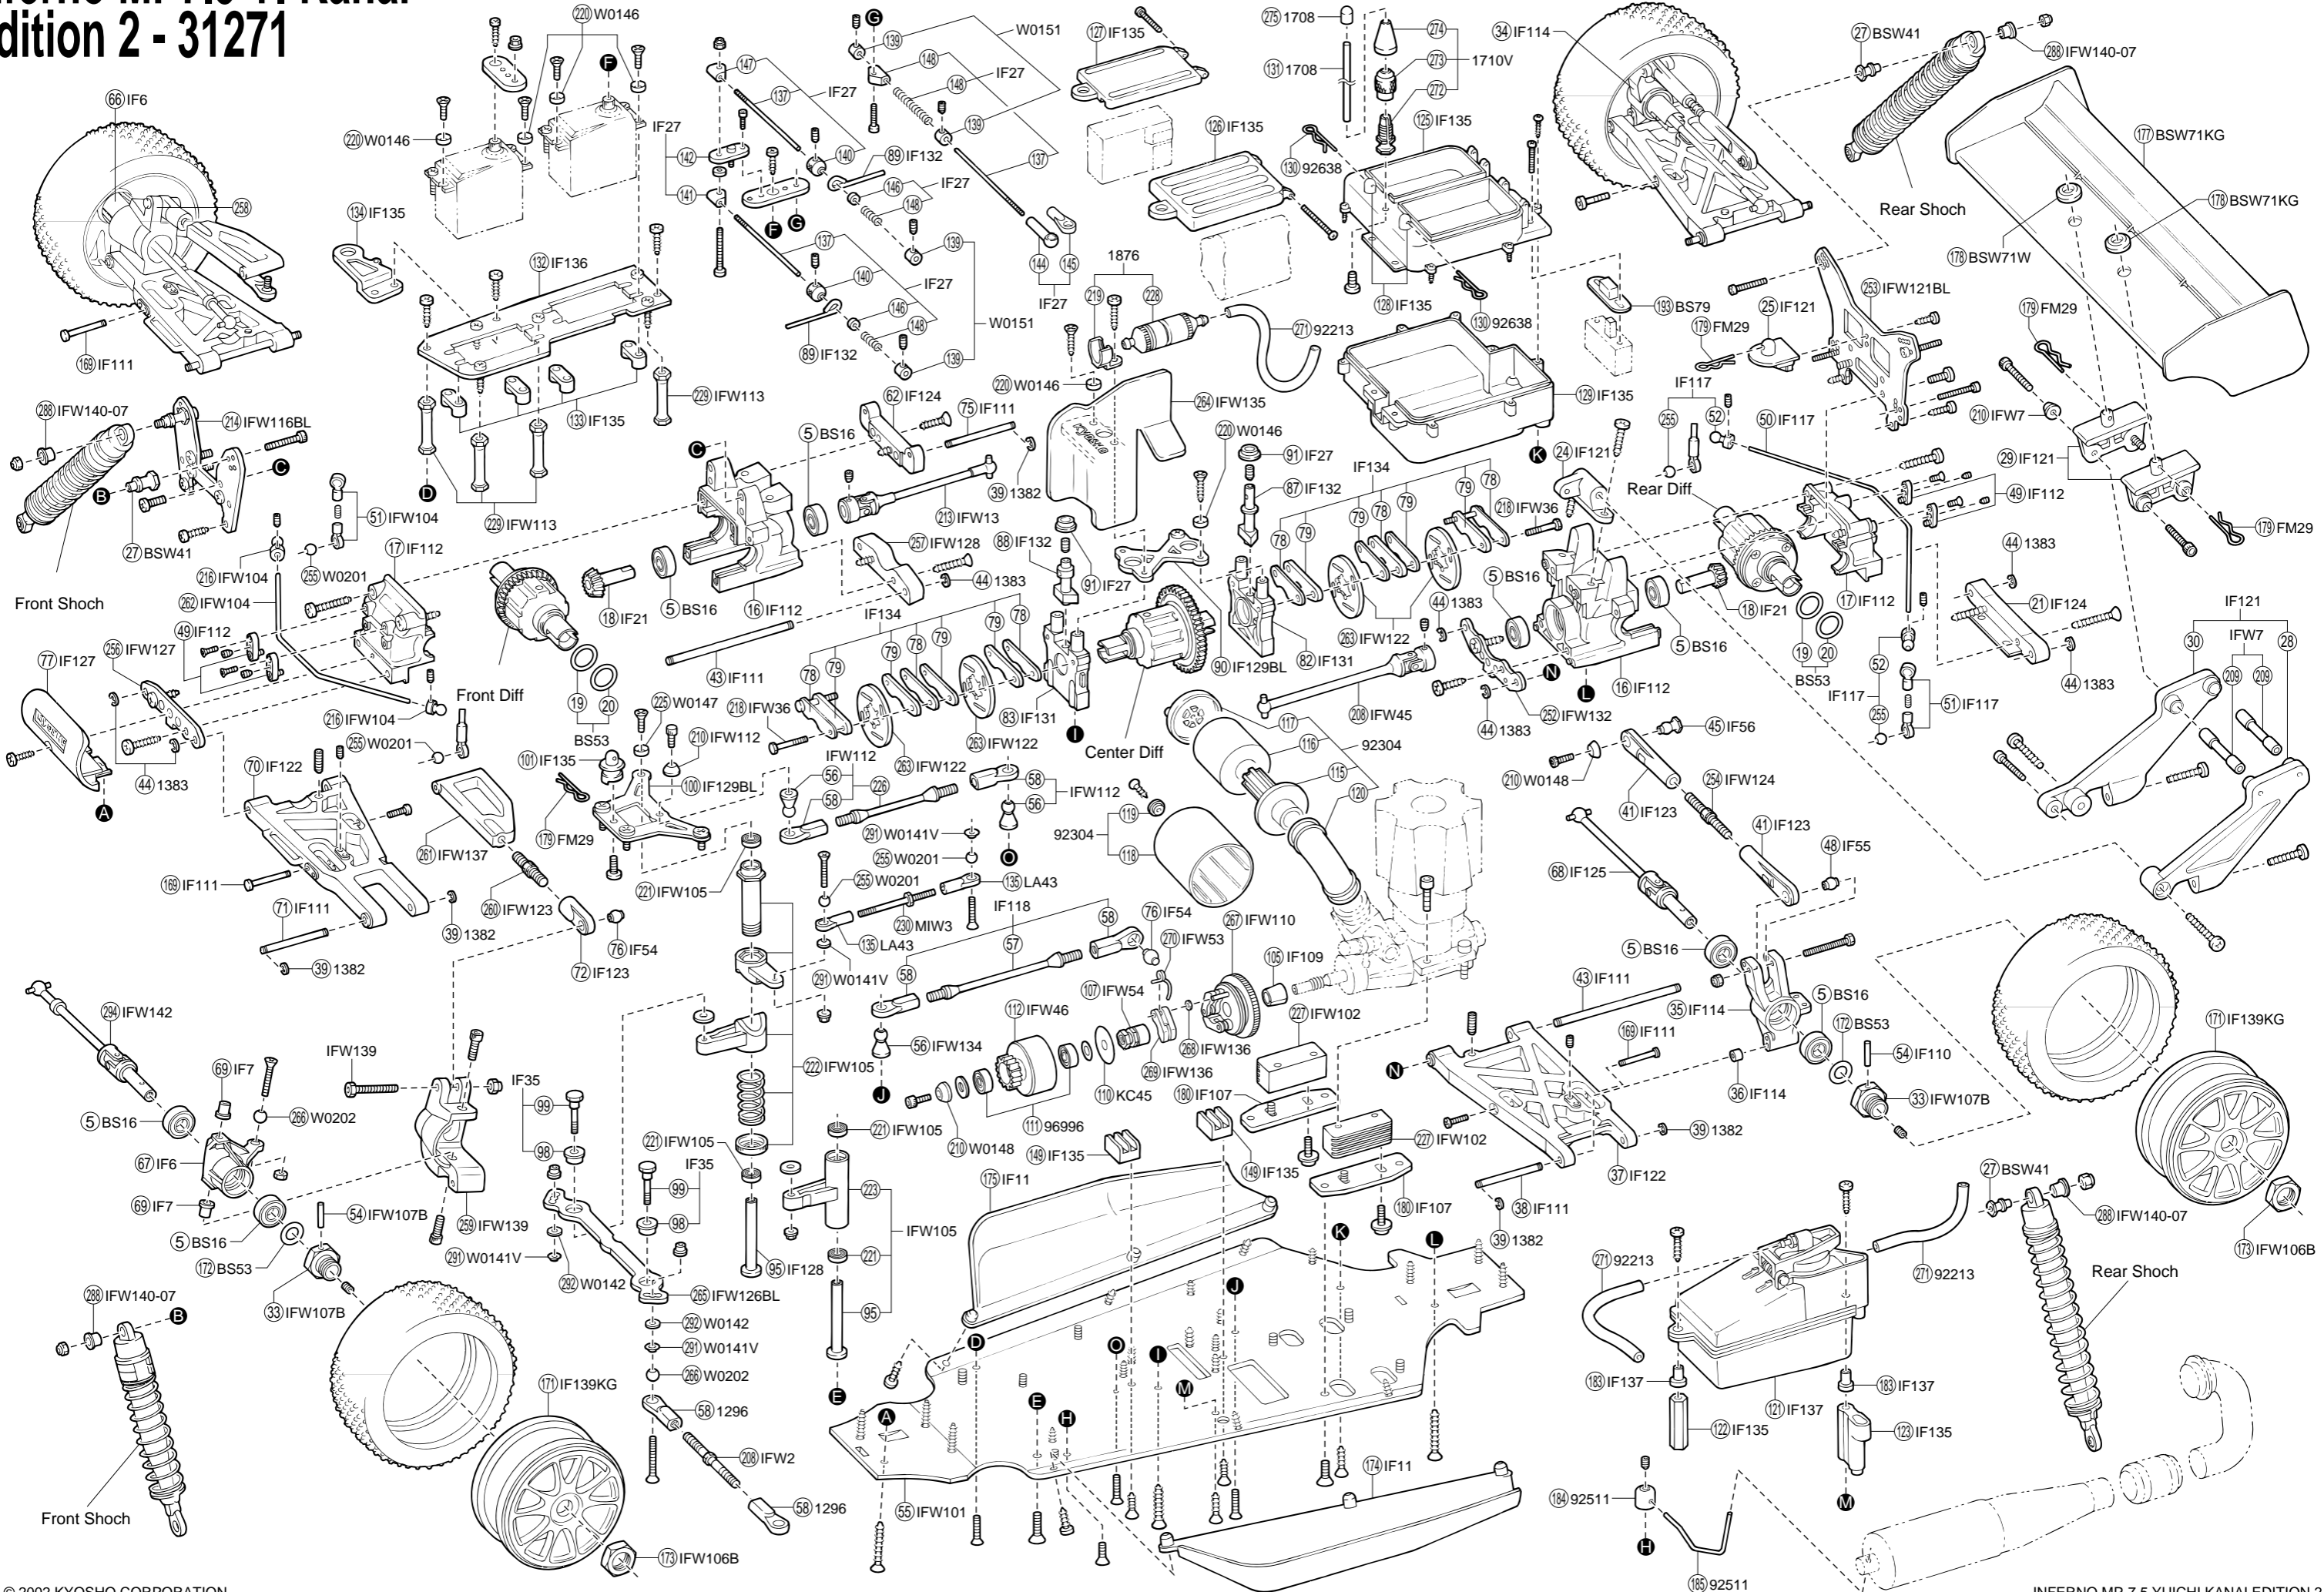 dition 2 - 31271
220 W0146
66 IF6
220 W0146
258
134 IF135
132 IF136
169 IF111
133 IF135
229 IFW113
229 IFW113
F
D
147
137
IF27
IF27
142
141
140
89 IF132
146
IF27
148
F
G
137
139
140
IF27
146
148
89 IF132
W0151
139
G
139
W0151
148
IF27
148
139
137
144
145
IF27
127 IF135
126 IF135
275 1708
131 1708
274
273
1710V
272
125 IF135
130 92638
128 IF135
130 92638
1876
219
228
271 92213
220 W0146
264 IFW135
129 IF135
193 BS79
K
34 IF114
27 BSW41
288 IFW140-07
Rear Shoch
177 BSW71KG
178 BSW71KG
178 BSW71W
253 IFW121BL
25 IF121
179 FM29
179 FM29
210 IFW7
IF117
255
52
50 IF117
29 IF121
179 FM29
49 IF112
24 IF121
Rear Diff
17 IF112
18 IF21
19
20
BS53
44 1383
21 IF124
44 1383
IF121
30
IFW7
28
209
209
52
IF117
255
51 IF117
288 IFW140-07
214 IFW116BL
C
B
27 BSW41
Front Shoch
51 IFW104
216 IFW104
255 W0201
262 IFW104
17 IF112
49 IF112
256 IFW127
77 IF127
44 1383
A
216 IFW104
255 W0201
Front Diff
18 IF21
19
20
BS53
5 BS16
C
5 BS16
62 IF124
75 IF111
39 1382
213 IFW13
16 IF112
257 IFW128
44 1383
43 IF111
IF134
78
79
79
78
79
79
78
218 IFW36
263 IFW122
263 IFW122
88 IF132
91 IF27
83 IF131
I
220 W0146
91 IF27
87 IF132
IF134
78
79
79
78
79
79
78
218 IFW36
90 IF129BL
82 IF131
263 IFW122
Center Diff
208 IFW45
44 1383
5 BS16
44 1383
252 IFW132
N
L
16 IF112
5 BS16
70 IF122
261 IFW137
260 IFW123
72 IF123
76 IF54
169 IF111
71 IF111
39 1382
39 1382
101 IF135
225 W0147
210 IFW112
100 IF129BL
179 FM29
IFW112
56
58
226
58
56
IFW112
O
221 IFW105
291 W0141V
255 W0201
255 W0201
135 LA43
230 MIW3
135 LA43
291 W0141V
IF118
58
57
58
76 IF54
56 IFW134
J
222 IFW105
117
116
92304
115
120
119
92304
118
267 IFW110
270 IFW53
107 IFW54
105 IF109
112 IFW46
268 IFW136
269 IFW136
110 KC45
111 96996
210 W0148
227 IFW102
180 IF107
149 IF135
149 IF135
227 IFW102
180 IF107
45 IF56
210 W0148
41 IF123
254 IFW124
41 IF123
48 IF55
68 IF125
5 BS16
35 IF114
5 BS16
172 BS53
54 IF110
33 IFW107B
36 IF114
43 IF111
169 IF111
N
37 IF122
38 IF111
39 1382
39 1382
171 IF139KG
173 IFW106B
294 IFW142
5 BS16
69 IF7
266 W0202
67 IF6
69 IF7
5 BS16
172 BS53
54 IFW107B
33 IFW107B
IFW139
259 IFW139
IF35
99
98
291 W0141V
292 W0142
IF35
99
98
265 IFW126BL
292 W0142
291 W0141V
266 W0202
58 1296
208 IFW2
58 1296
221 IFW105
95 IF128
221 IFW105
223
IFW105
221
95
E
175 IF11
D
A
E
H
O
I
M
J
K
L
55 IFW101
174 IF11
288 IFW140-07
B
Front Shoch
171 IF139KG
173 IFW106B
27 BSW41
288 IFW140-07
Rear Shoch
271 92213
271 92213
183 IF137
183 IF137
121 IF137
122 IF135
123 IF135
M
184 92511
H
185 92511
© 2002 KYOSHO CORPORATION
INFERNO MP 7.5 YUICHI KANAI EDITION 2